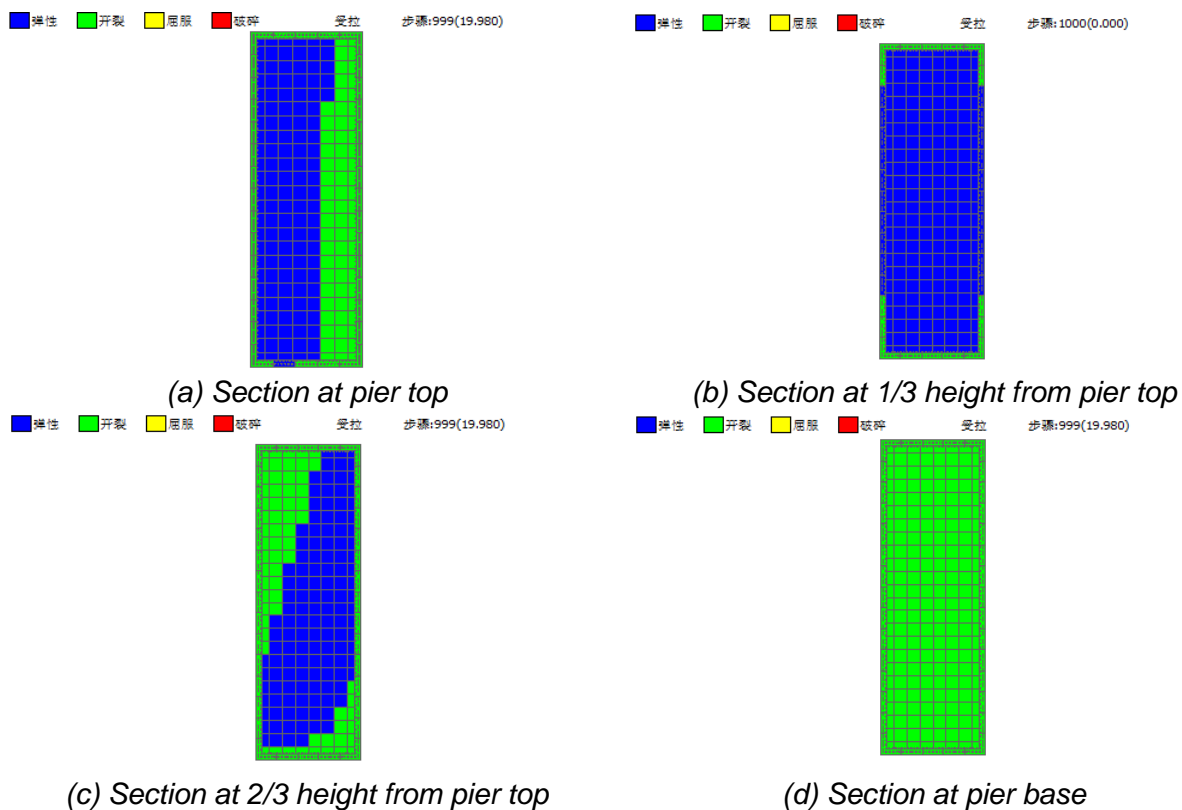 弹性 开裂 屈服 破碎 受拉 步骤:999(19.980)
弹性 开裂 屈服 破碎 受拉 步骤:1000(0.000)
(a) Section at pier top
(b) Section at 1/3 height from pier top
弹性 开裂 屈服 破碎 受拉 步骤:999(19.980)
弹性 开裂 屈服 破碎 受拉 步骤:999(19.980)
(c) Section at 2/3 height from pier top
(d) Section at pier base